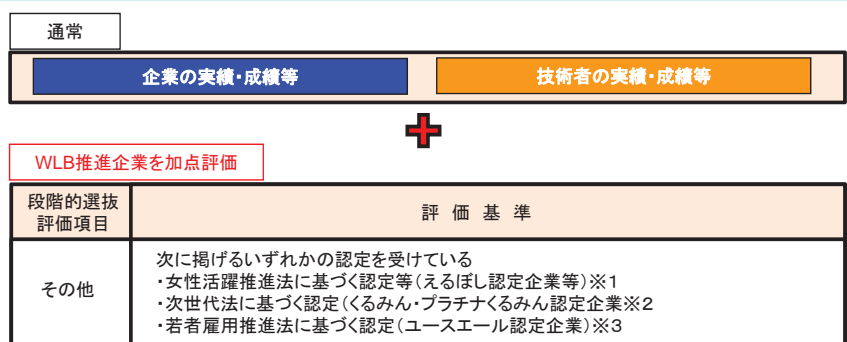 通常
企業の実績・成績等
技術者の実績・成績等
WLB推進企業を加点評価
段階的選抜
評価項目
評 価 基 準
その他
次に掲げるいずれかの認定を受けている
・女性活躍推進法に基づく認定等(えるぼし認定企業等)※1
・次世代法に基づく認定(くるみん・プラチナくるみん認定企業※2
・若者雇用推進法に基づく認定(ユースエール認定企業)※3